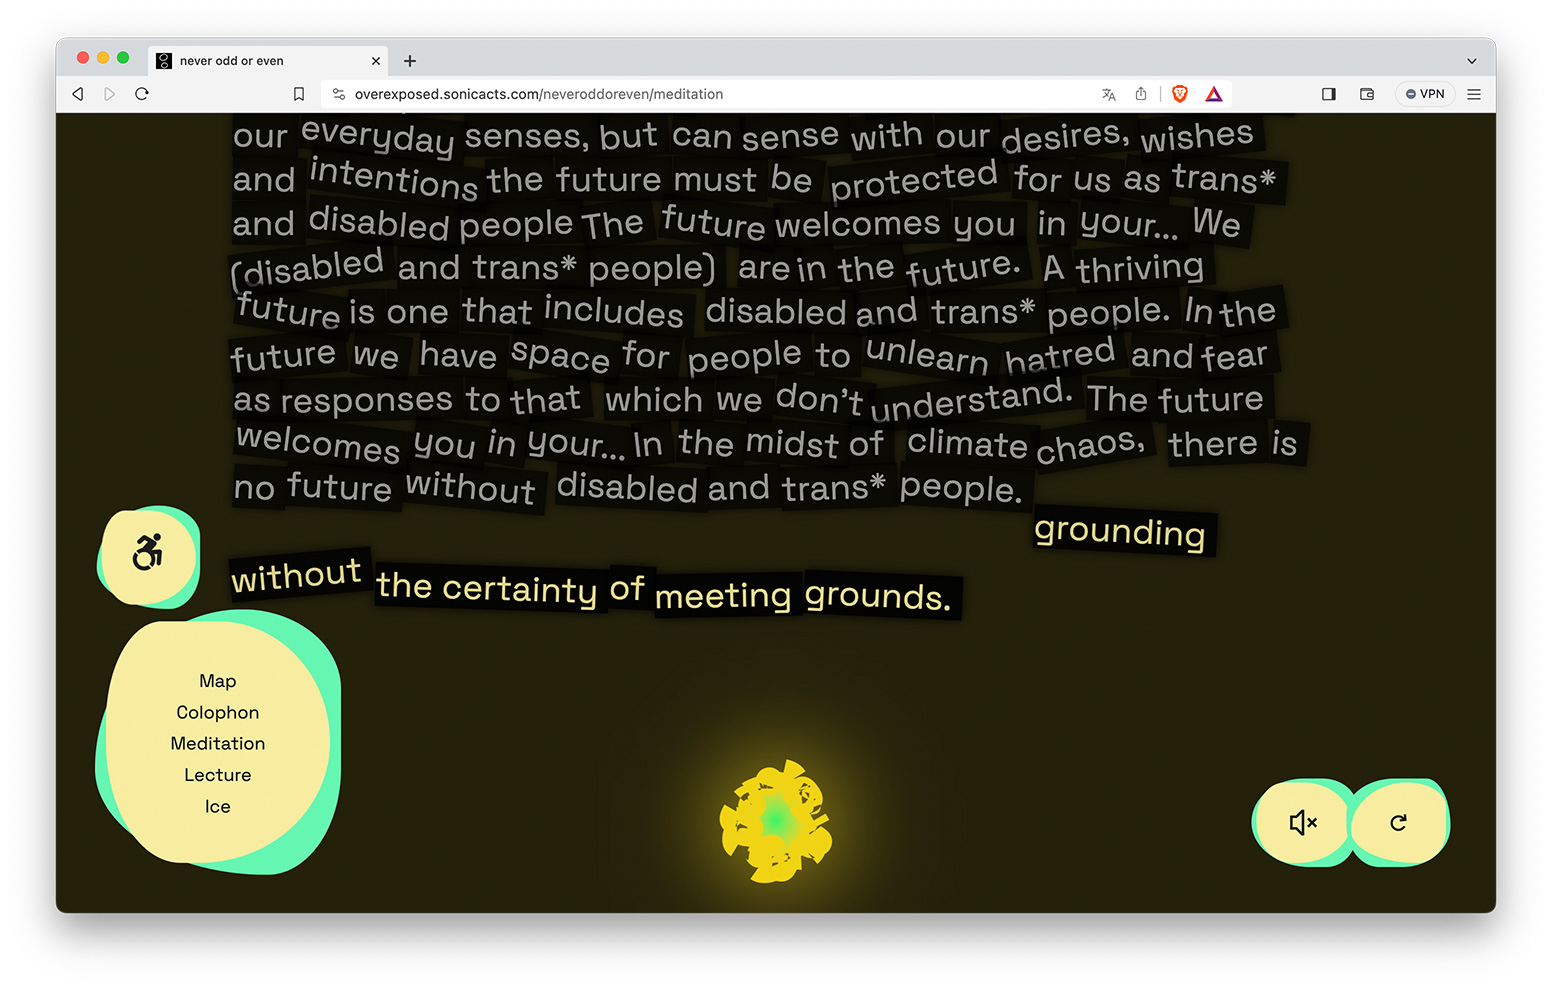 never odd or even
overexposed.sonicacts.com/neveroddoreven/meditation
VPN
our everyday senses, but can sense with our desires, wishes
and intentions the future must be protected for us as trans*
and disabled people The future welcomes you in your... We
(disabled and trans* people) are in the future. A thriving
future is one that includes disabled and trans* people. In the
future we have space for people to unlearn hatred and fear
as responses to that which we don't understand. The future
welcomes you in your... In the midst of climate chaos, there is
no future without disabled and trans* people.
grounding
without the certainty of meeting grounds.
Map
Colophon
Meditation
Lecture
Ice